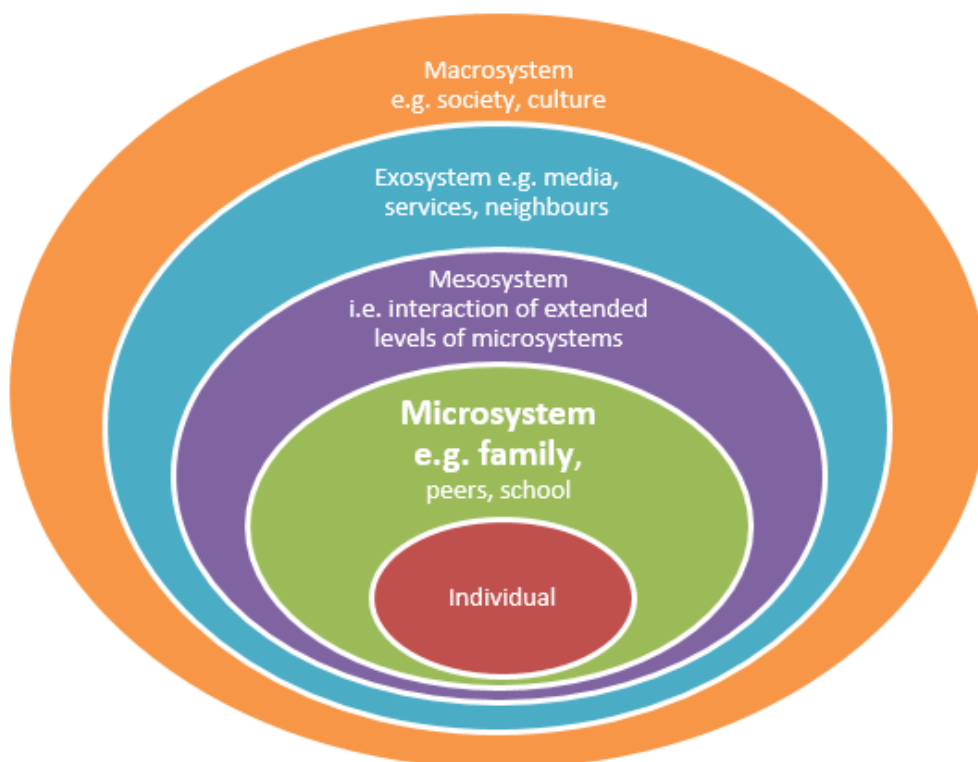 Macrosystem
e.g. society, culture
Exosystem e.g. media,
services, neighbours
Mesosystem
i.e. interaction of extended
levels of microsystems
Microsystem
e.g. family,
peers, school
Individual